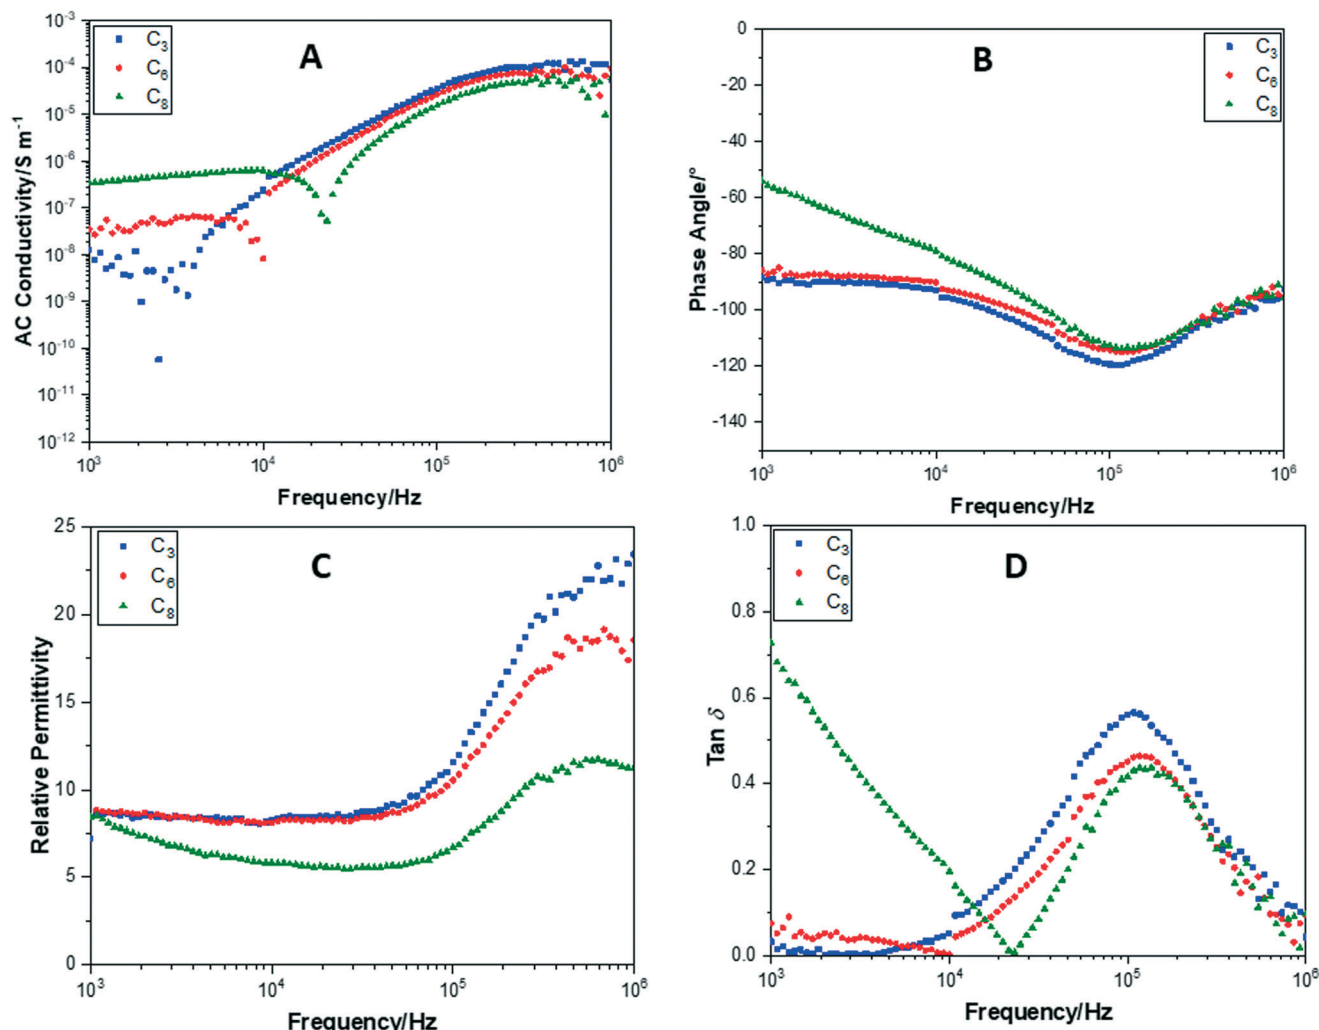 A
C₃
C₆
C₈
AC Conductivity/S m⁻¹
10⁻³
10⁻⁴
10⁻⁵
10⁻⁶
10⁻⁷
10⁻⁸
10⁻⁹
10⁻¹⁰
10⁻¹¹
10⁻¹²
10³ 10⁴ 10⁵ 10⁶
Frequency/Hz
B
C₃
C₆
C₈
Phase Angle/°
0
-20
-40
-60
-80
-100
-120
-140
10³ 10⁴ 10⁵ 10⁶
Frequency/Hz
C
C₃
C₆
C₈
Relative Permittivity
25
20
15
10
5
0
10³ 10⁴ 10⁵ 10⁶
Frequency/Hz
D
C₃
C₆
C₈
Tan δ
1.0
0.8
0.6
0.4
0.2
0.0
10³ 10⁴ 10⁵ 10⁶
Frequency/Hz